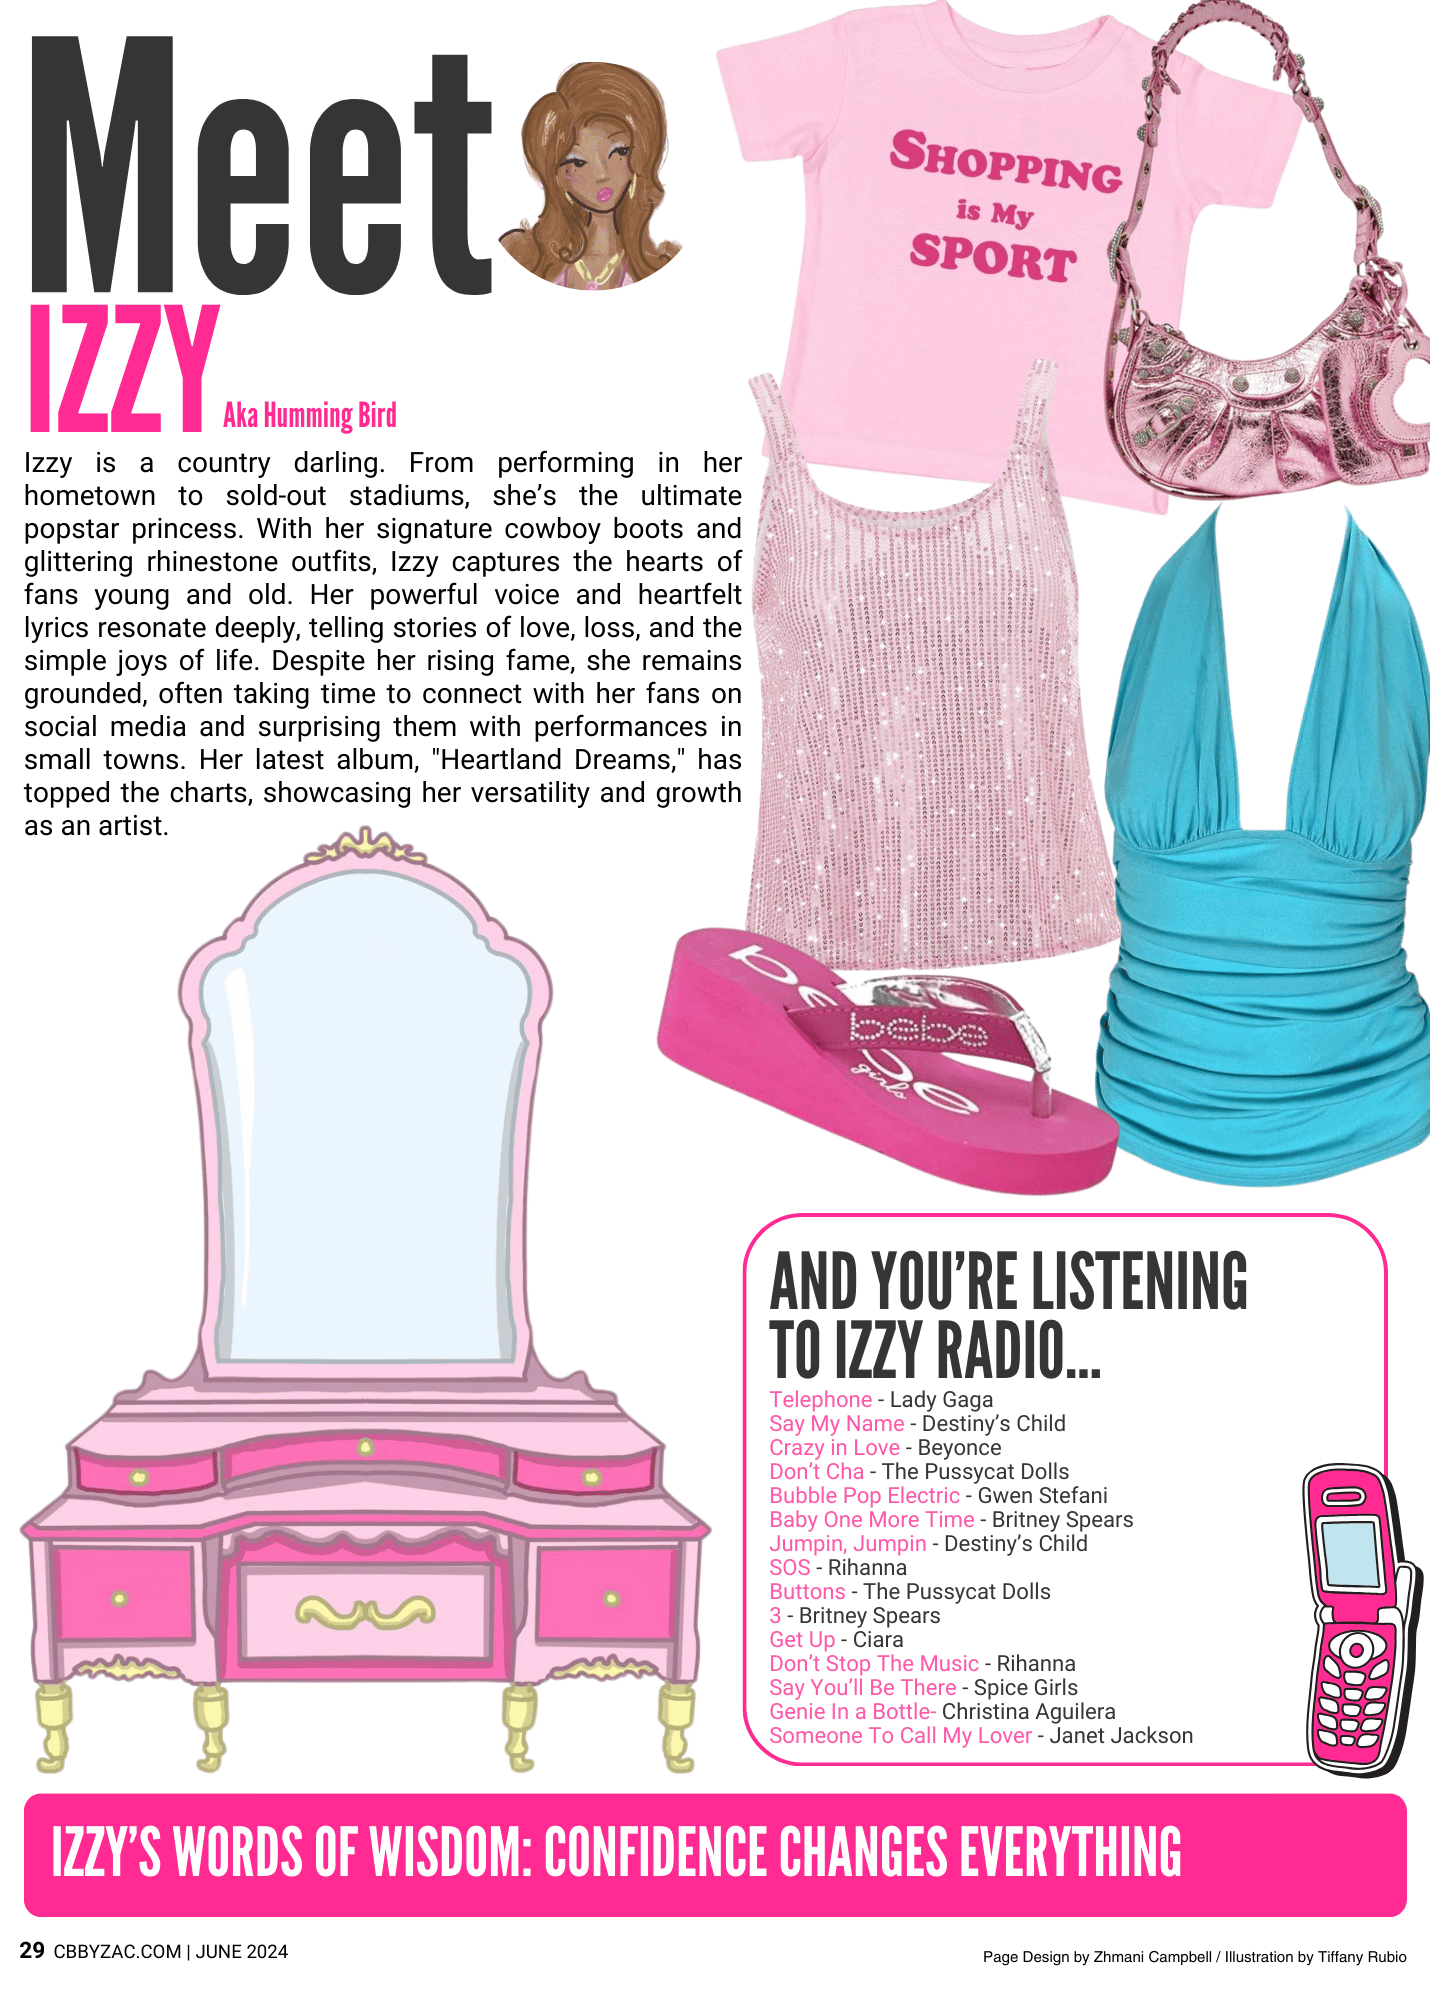 Meet
IZZY Aka Humming Bird
Izzy is a country darling. From performing in her
hometown to sold-out stadiums, she’s the ultimate
popstar princess. With her signature cowboy boots and
glittering rhinestone outfits, Izzy captures the hearts of
fans young and old. Her powerful voice and heartfelt
lyrics resonate deeply, telling stories of love, loss, and the
simple joys of life. Despite her rising fame, she remains
grounded, often taking time to connect with her fans on
social media and surprising them with performances in
small towns. Her latest album, "Heartland Dreams," has
topped the charts, showcasing her versatility and growth
as an artist.
SHOPPING
is My
SPORT
bebe
bebe
girls
AND YOU’RE LISTENING
TO IZZY RADIO...
Telephone - Lady Gaga
Say My Name - Destiny’s Child
Crazy in Love - Beyonce
Don’t Cha - The Pussycat Dolls
Bubble Pop Electric - Gwen Stefani
Baby One More Time - Britney Spears
Jumpin, Jumpin - Destiny’s Child
SOS - Rihanna
Buttons - The Pussycat Dolls
3 - Britney Spears
Get Up - Ciara
Don’t Stop The Music - Rihanna
Say You’ll Be There - Spice Girls
Genie In a Bottle- Christina Aguilera
Someone To Call My Lover - Janet Jackson
IZZY’S WORDS OF WISDOM: CONFIDENCE CHANGES EVERYTHING
29 CBBYZAC.COM | JUNE 2024
Page Design by Zhmani Campbell / Illustration by Tiffany Rubio